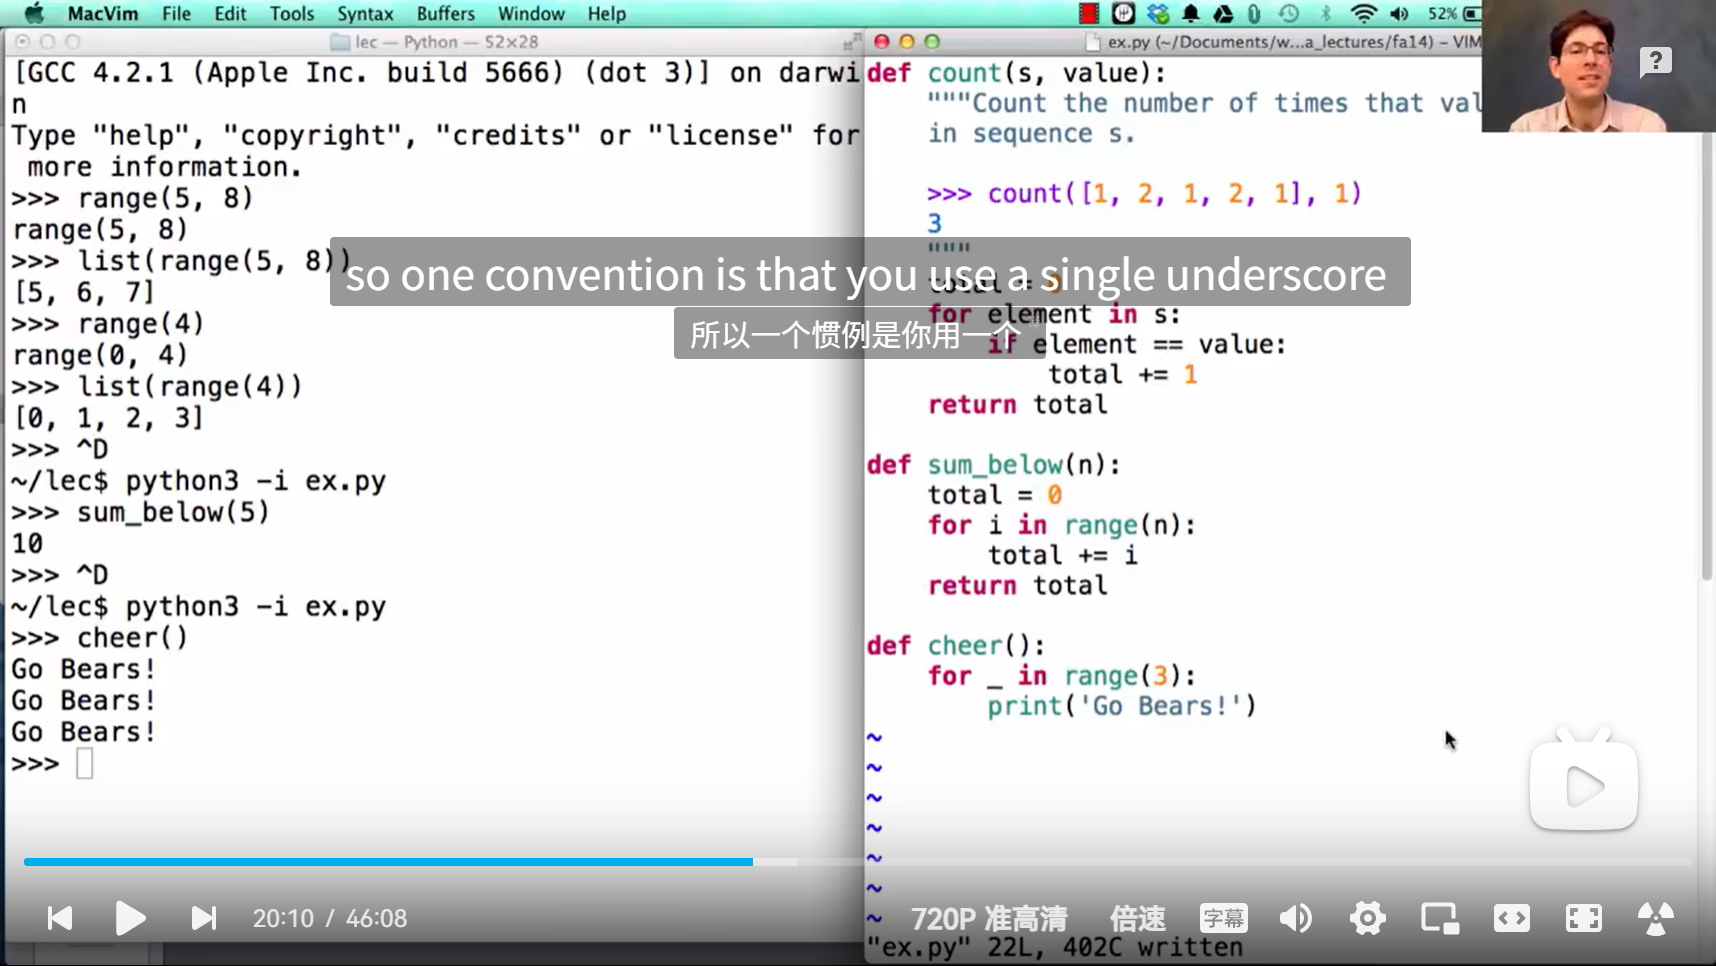 MacVim File Edit Tools Syntax Buffers Window Help 52%
lec — Python — 52×28
[GCC 4.2.1 (Apple Inc. build 5666) (dot 3)] on darwi
n
Type "help", "copyright", "credits" or "license" for
more information.
>>> range(5, 8)
range(5, 8)
>>> list(range(5, 8))
[5, 6, 7]
>>> range(4)
range(0, 4)
>>> list(range(4))
[0, 1, 2, 3]
>>> ^D
~/lec$ python3 -i ex.py
>>> sum_below(5)
10
>>> ^D
~/lec$ python3 -i ex.py
>>> cheer()
Go Bears!
Go Bears!
Go Bears!
>>>
ex.py (~/Documents/w...a_lectures/fa14) – VIM
def count(s, value):
"""Count the number of times that val
in sequence s.
>>> count([1, 2, 1, 2, 1], 1)
3
"""
total = 0
for element in s:
if element == value:
total += 1
return total
def sum_below(n):
total = 0
for i in range(n):
total += i
return total
def cheer():
for _ in range(3):
print('Go Bears!')
~
~
~
~
~
~
~
"ex.py" 22L, 402C written
so one convention is that you use a single underscore
所以一个惯例是你用一个
20:10 / 46:08
720P 准高清 倍速 字幕